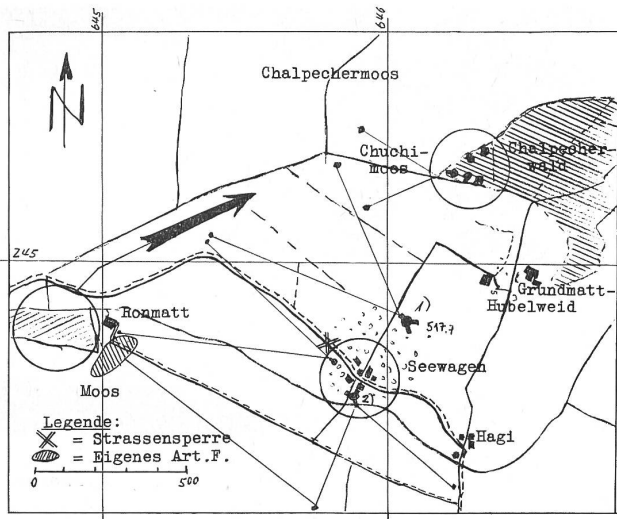 645
646
N
Chalpechermoos
Chuchi-
moos
Chalpecher-
wald
245
Ronmatt
1)
517,7
Grundmatt-
Hubelweid
Seewagen
2)
Moos
Legende:
= Strassensperre
= Eigenes Art.F.
0 500
Hagi